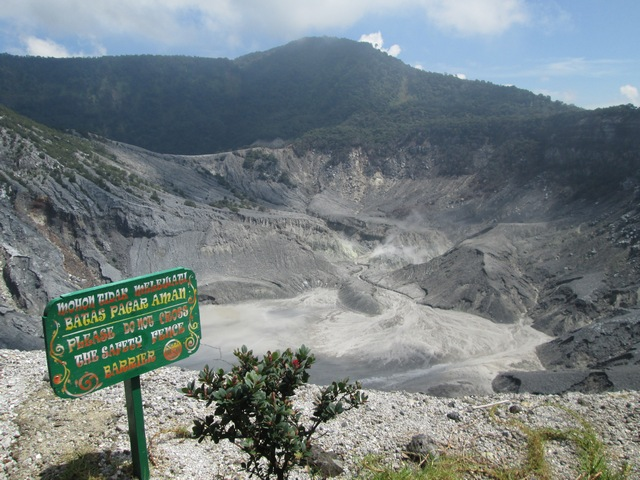 MOHON TIDAK MELEWATI
BATAS PAGAR AMAN
PLEASE DO NOT CROSS
THE SAFETY FENCE
BARRIER